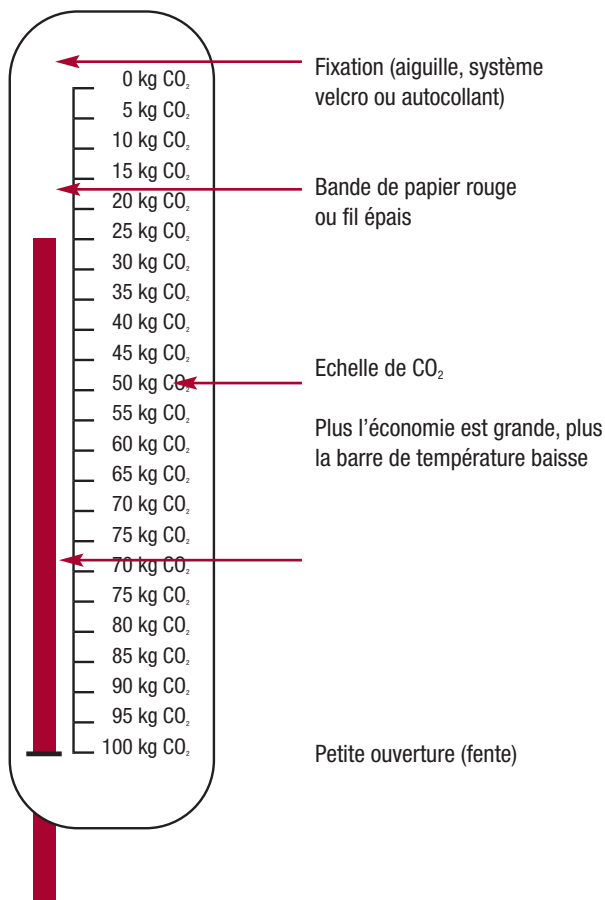 0 kg CO₂
5 kg CO₂
10 kg CO₂
15 kg CO₂
20 kg CO₂
25 kg CO₂
30 kg CO₂
35 kg CO₂
40 kg CO₂
45 kg CO₂
50 kg CO₂
55 kg CO₂
60 kg CO₂
65 kg CO₂
70 kg CO₂
75 kg CO₂
70 kg CO₂
75 kg CO₂
80 kg CO₂
85 kg CO₂
90 kg CO₂
95 kg CO₂
100 kg CO₂
Fixation (aiguille, système
velcro ou autocollant)
Bande de papier rouge
ou fil épais
Echelle de CO₂
Plus l’économie est grande, plus
la barre de température baisse
Petite ouverture (fente)